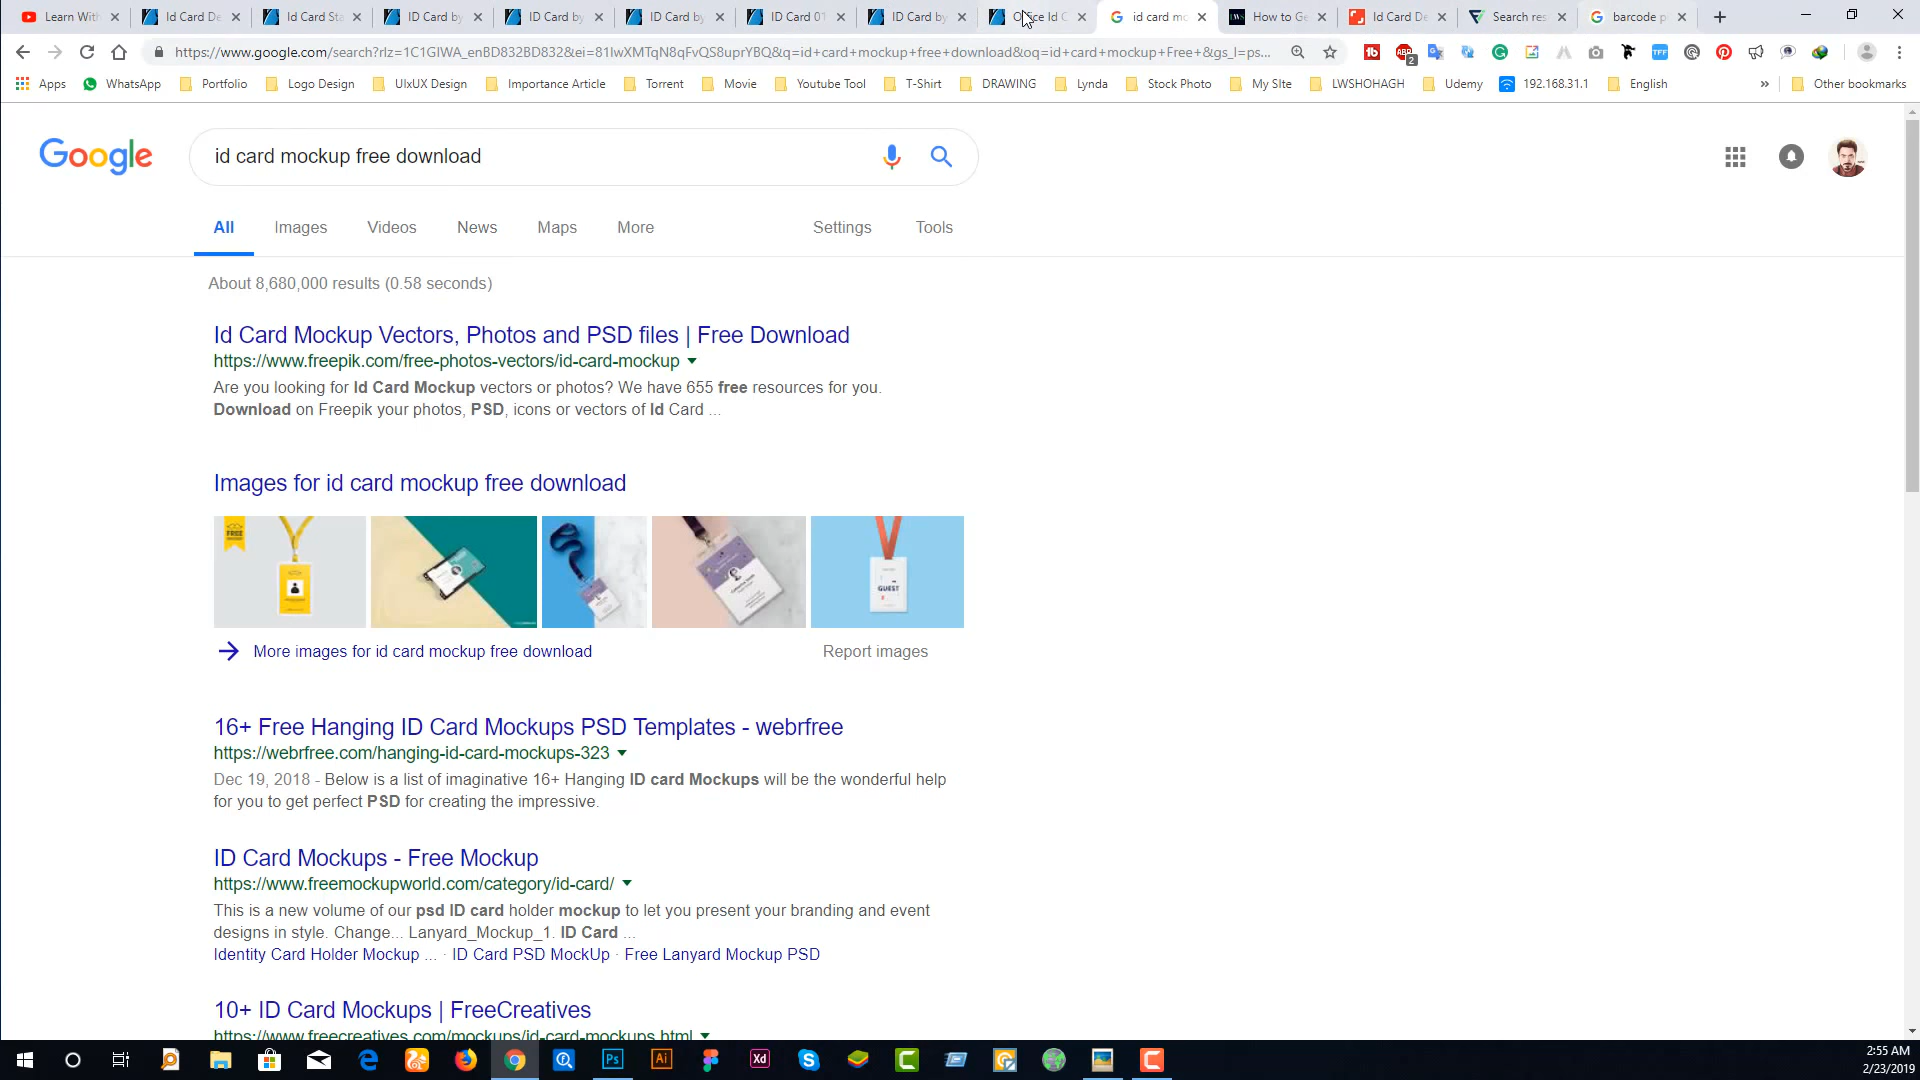 Learn With
Id Card De
Id Card Sta
ID Card by
ID Card by
ID Card by
ID Card 01
ID Card by
Office Id C
id card mo
How to Ge
Id Card De
Search res
barcode p
https://www.google.com/search?rlz=1C1GIWA_enBD832BD832&ei=81IwXMTqN8qFvQS8uprYBQ&q=id+card+mockup+free+download&oq=id+card+mockup+Free+&gs_l=ps...
Apps
WhatsApp
Portfolio
Logo Design
UIxUX Design
Importance Article
Torrent
Movie
Youtube Tool
T-Shirt
DRAWING
Lynda
Stock Photo
My SIte
LWSHOHAGH
Udemy
192.168.31.1
English
»
Other bookmarks
Google
id card mockup free download
All Images Videos News Maps More Settings Tools
About 8,680,000 results (0.58 seconds)
Id Card Mockup Vectors, Photos and PSD files | Free Download
https://www.freepik.com/free-photos-vectors/id-card-mockup
Are you looking for Id Card Mockup vectors or photos? We have 655 free resources for you.
Download on Freepik your photos, PSD, icons or vectors of Id Card ...
Images for id card mockup free download
FREE
GUEST
More images for id card mockup free download
Report images
16+ Free Hanging ID Card Mockups PSD Templates - webrfree
https://webrfree.com/hanging-id-card-mockups-323
Dec 19, 2018 - Below is a list of imaginative 16+ Hanging ID card Mockups will be the wonderful help
for you to get perfect PSD for creating the impressive.
ID Card Mockups - Free Mockup
https://www.freemockupworld.com/category/id-card/
This is a new volume of our psd ID card holder mockup to let you present your branding and event
designs in style. Change... Lanyard_Mockup_1. ID Card ...
Identity Card Holder Mockup ... · ID Card PSD MockUp · Free Lanyard Mockup PSD
10+ ID Card Mockups | FreeCreatives
https://www.freecreatives.com/mockups/id-card-mockups.html
Ps
Ai
Xd
2:55 AM
2/23/2019